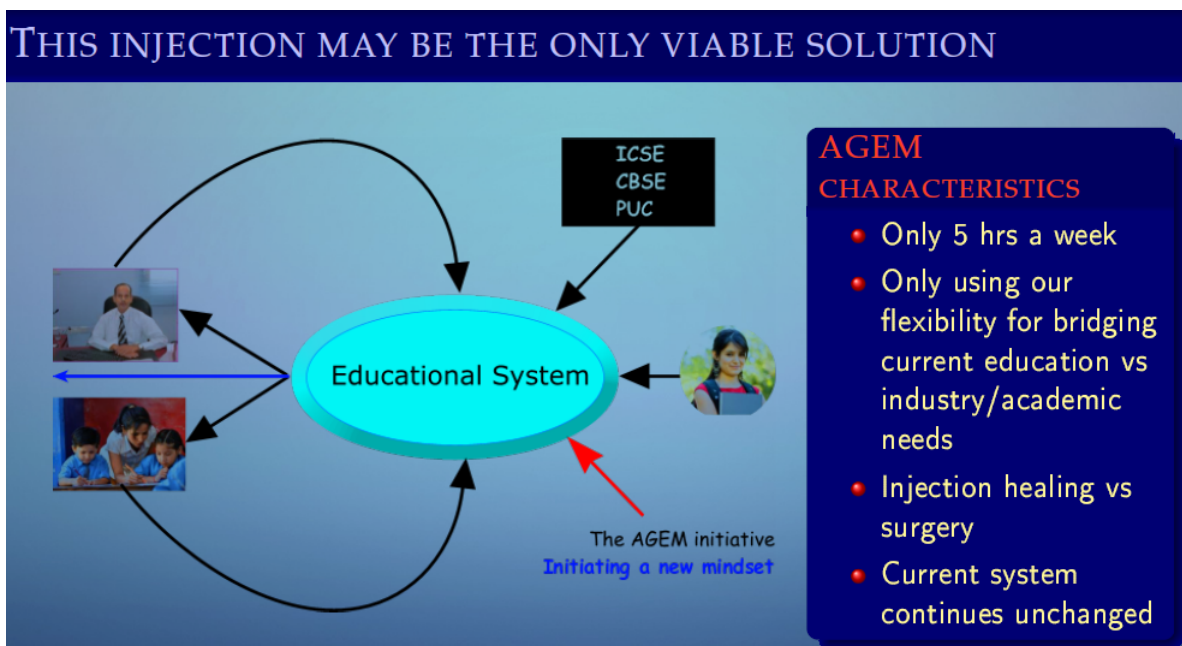 THIS INJECTION MAY BE THE ONLY VIABLE SOLUTION
ICSE
CBSE
PUC
Educational System
The AGEM initiative
Initiating a new mindset
AGEM
CHARACTERISTICS
Only 5 hrs a week
Only using our
flexibility for bridging
current education vs
industry/academic
needs
Injection healing vs
surgery
Current system
continues unchanged